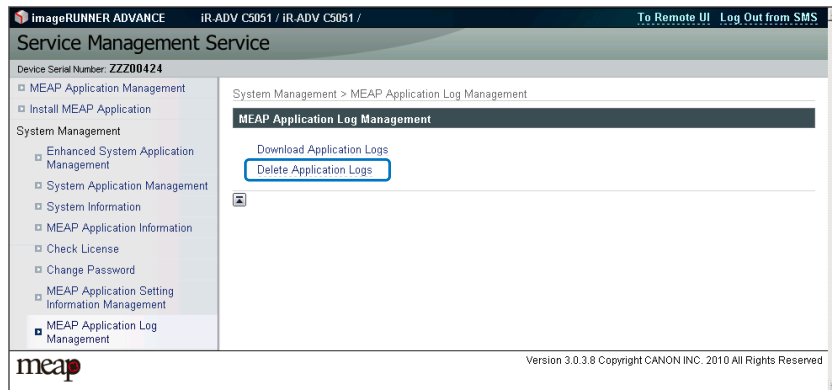 imageRUNNER ADVANCE iR-ADV C5051 / iR-ADV C5051 / To Remote UI Log Out from SMS
Service Management Service
Device Serial Number: ZZZ00424
MEAP Application Management
Install MEAP Application
System Management
Enhanced System Application
Management
System Application Management
System Information
MEAP Application Information
Check License
Change Password
MEAP Application Setting
Information Management
MEAP Application Log
Management
System Management > MEAP Application Log Management
MEAP Application Log Management
Download Application Logs
Delete Application Logs
meap
Version 3.0.3.8 Copyright CANON INC. 2010 All Rights Reserved